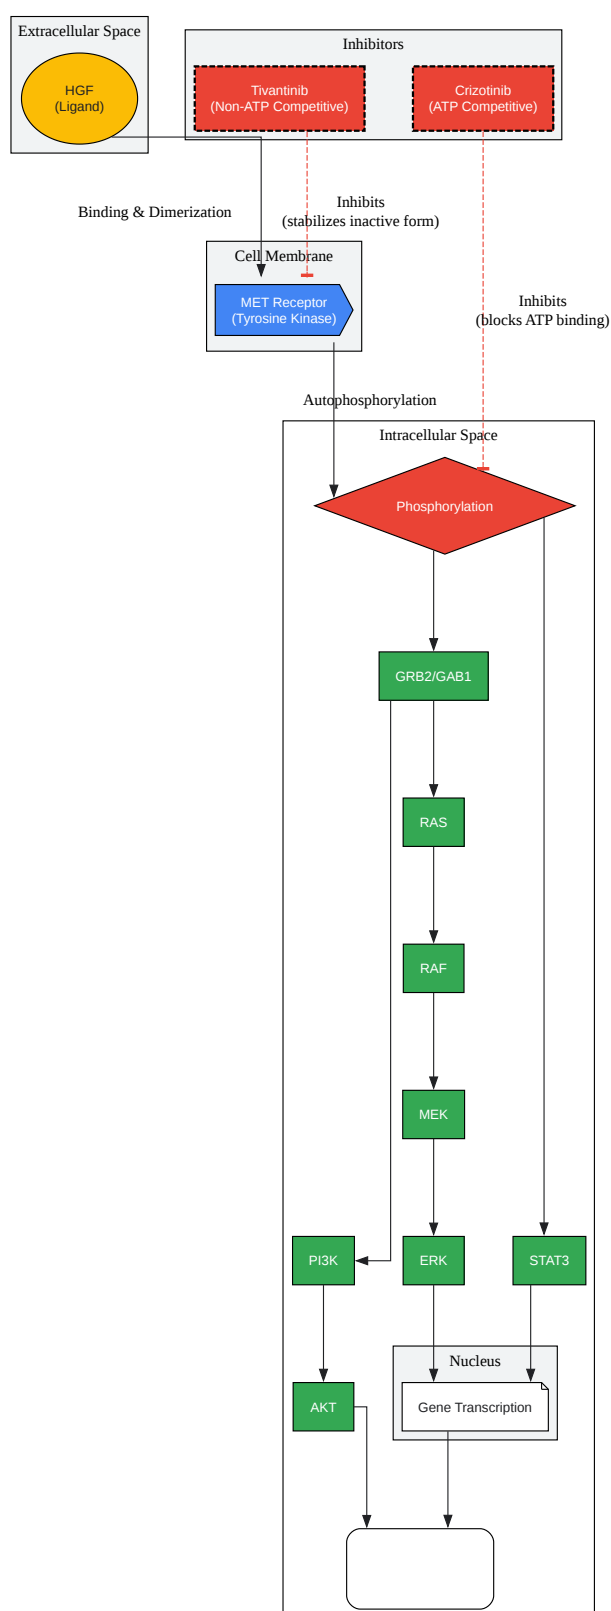 Extracellular Space
HGF
(Ligand)
Inhibitors
Tivantinib
(Non-ATP Competitive)
Crizotinib
(ATP Competitive)
Binding & Dimerization
Inhibits
(stabilizes inactive form)
Cell Membrane
MET Receptor
(Tyrosine Kinase)
Inhibits
(blocks ATP binding)
Autophosphorylation
Intracellular Space
Phosphorylation
GRB2/GAB1
RAS
RAF
MEK
PI3K
ERK
STAT3
Nucleus
AKT
Gene Transcription